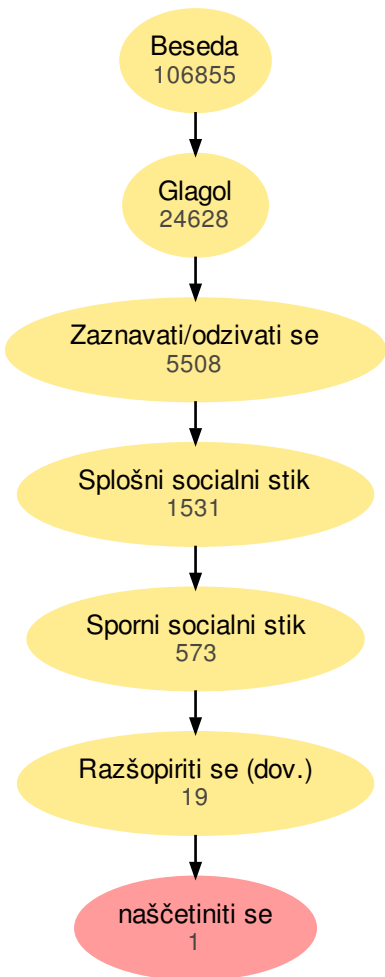 Beseda
106855
Glagol
24628
Zaznavati/odzivati se
5508
Splošni socialni stik
1531
Sporni socialni stik
573
Razšopiriti se (dov.)
19
naščetiniti se
1